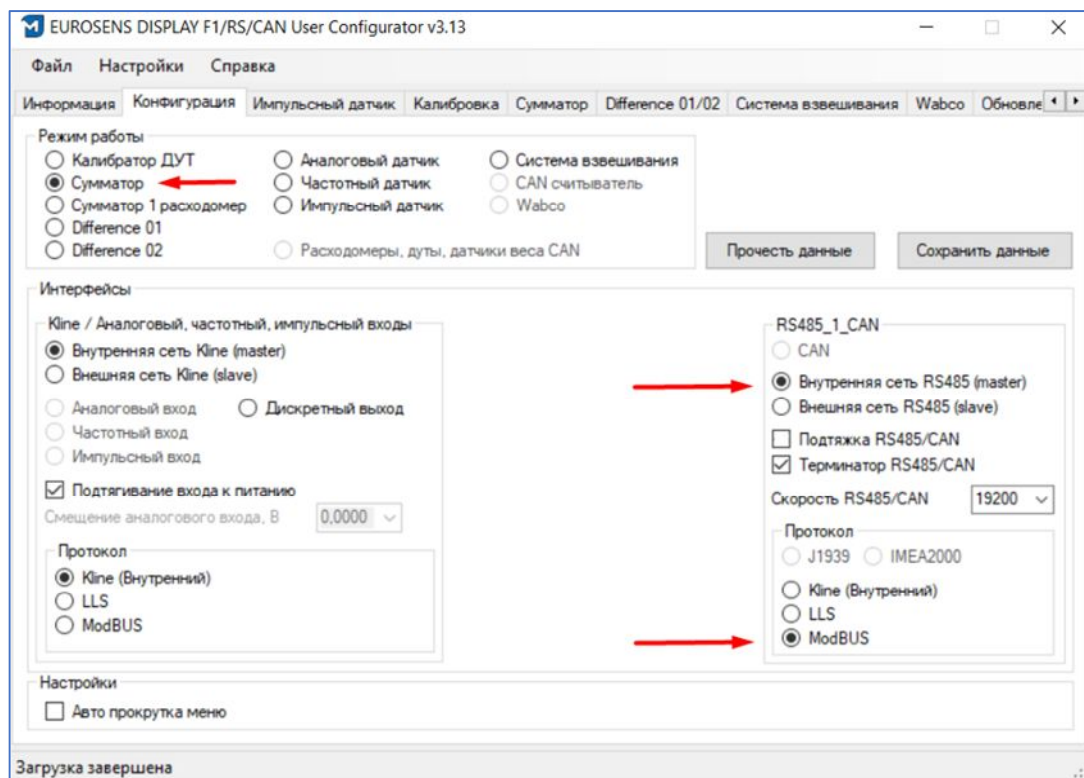 EUROSENS DISPLAY F1/RS/CAN User Configurator v3.13
Файл Настройки Справка
Информация Конфигурация Импульсный датчик Калибровка Сумматор Difference 01/02 Система взвешивания Wabco Обновле
Режим работы
Калибратор ДУТ Аналоговый датчик Система взвешивания
Сумматор Частотный датчик CAN считыватель
Сумматор 1 расходомер Импульсный датчик Wabco
Difference 01
Difference 02 Расходомеры, дуты, датчики веса CAN Прочесть данные Сохранить данные
Интерфейсы
Kline / Аналоговый, частотный, импульсный входы
Внутренняя сеть Kline (master)
Внешняя сеть Kline (slave)
Аналоговый вход Дискретный выход
Частотный вход
Импульсный вход
Подтягивание входа к питанию
Смещение аналогового входа, В 0,0000
Протокол
Kline (Внутренний)
LLS
ModBUS
RS485_1_CAN
CAN
Внутренняя сеть RS485 (master)
Внешняя сеть RS485 (slave)
Подтяжка RS485/CAN
Терминатор RS485/CAN
Скорость RS485/CAN 19200
Протокол
J1939 IMEA2000
Kline (Внутренний)
LLS
ModBUS
Настройки
Авто прокрутка меню
Загрузка завершена